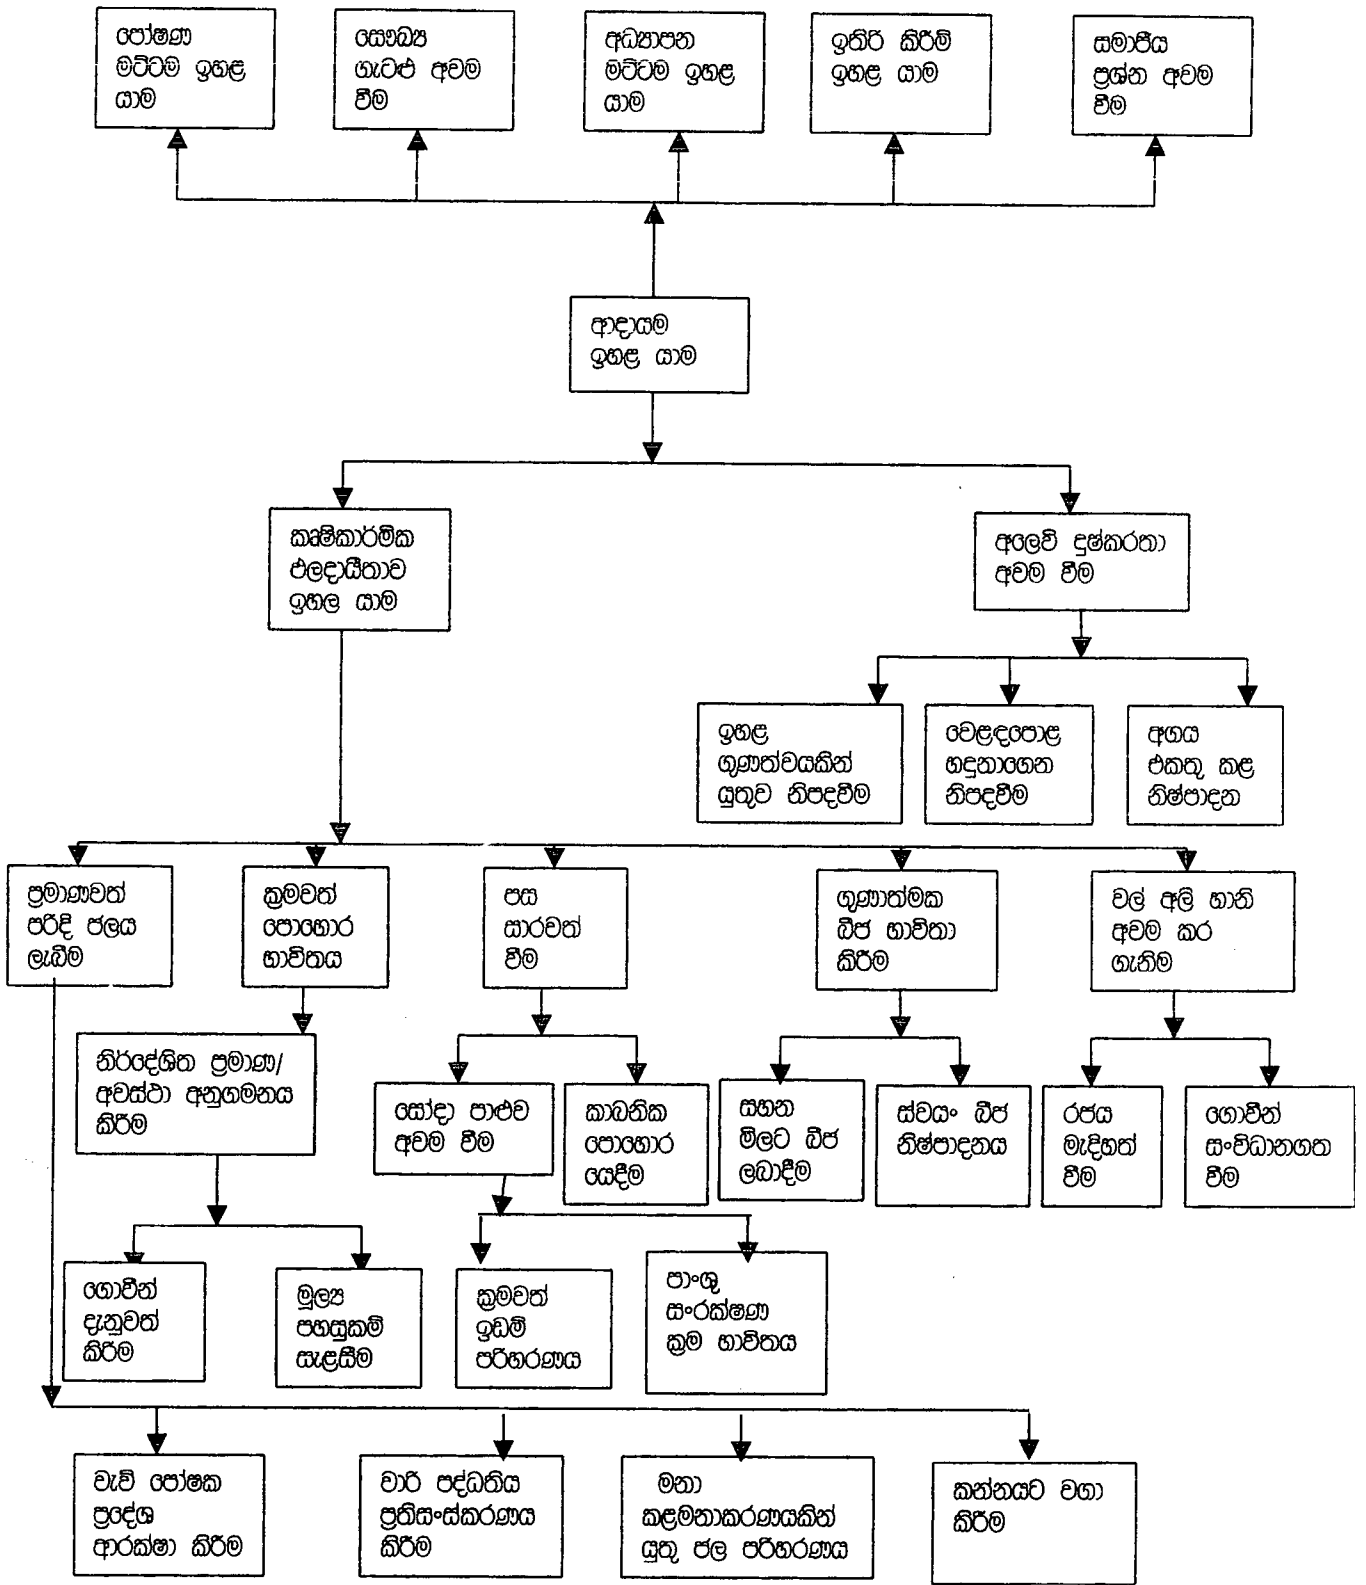 පෝෂණ
මට්ටම ඉහළ
යාම
සෞඛ්‍ය
ගැටළු අවම
වීම
අධ්‍යාපන
මට්ටම ඉහළ
යාම
ඉතිරි කිරීම්
ඉහළ යාම
සමාජීය
ප්‍රශ්න අවම
වීම
ආදායම
ඉහළ යාම
කෘෂිකාර්මික
ඵලදායීතාව
ඉහල යාම
අලෙවි දුෂ්කරතා
අවම වීම
ඉහළ
ගුණත්වයකින්
යුතුව නිපදවීම
වෙළඳපොළ
හදුනාගෙන
නිපදවීම
අගය
එකතු කළ
නිෂ්පාදන
ප්‍රමාණවත්
පරිදි ජලය
ලැබීම
ක්‍රමවත්
පොහොර
භාවිතය
පස
සාරවත්
වීම
ගුණාත්මක
බීජ භාවිතා
කිරීම
වල් අලි හානි
අවම කර
ගැනීම
නිර්දේශිත ප්‍රමාණ/
අවස්ථා අනුගමනය
කිරීම
සෝදා පාළුව
අවම වීම
කාබනික
පොහොර
යෙදීම
සහන
මිලට බීජ
ලබාදීම
ස්වයං බීජ
නිෂ්පාදනය
රජය
මැදිහත්
වීම
ගොවීන්
සංවිධානගත
වීම
ගොවීන්
දැනුවත්
කිරීම
මූල්‍ය
පහසුකම්
සැළසීම
ක්‍රමවත්
ඉඩම්
පරිහරණය
පාංශු
සංරක්ෂණ
ක්‍රම භාවිතය
වැව් පෝෂක
ප්‍රදේශ
ආරක්ෂා කිරීම
වාරි පද්ධතිය
ප්‍රතිසංස්කරණය
කිරීම
මනා
කළමනාකරණයකින්
යුතු ජල පරිහරණය
කන්නයට වගා
කිරීම